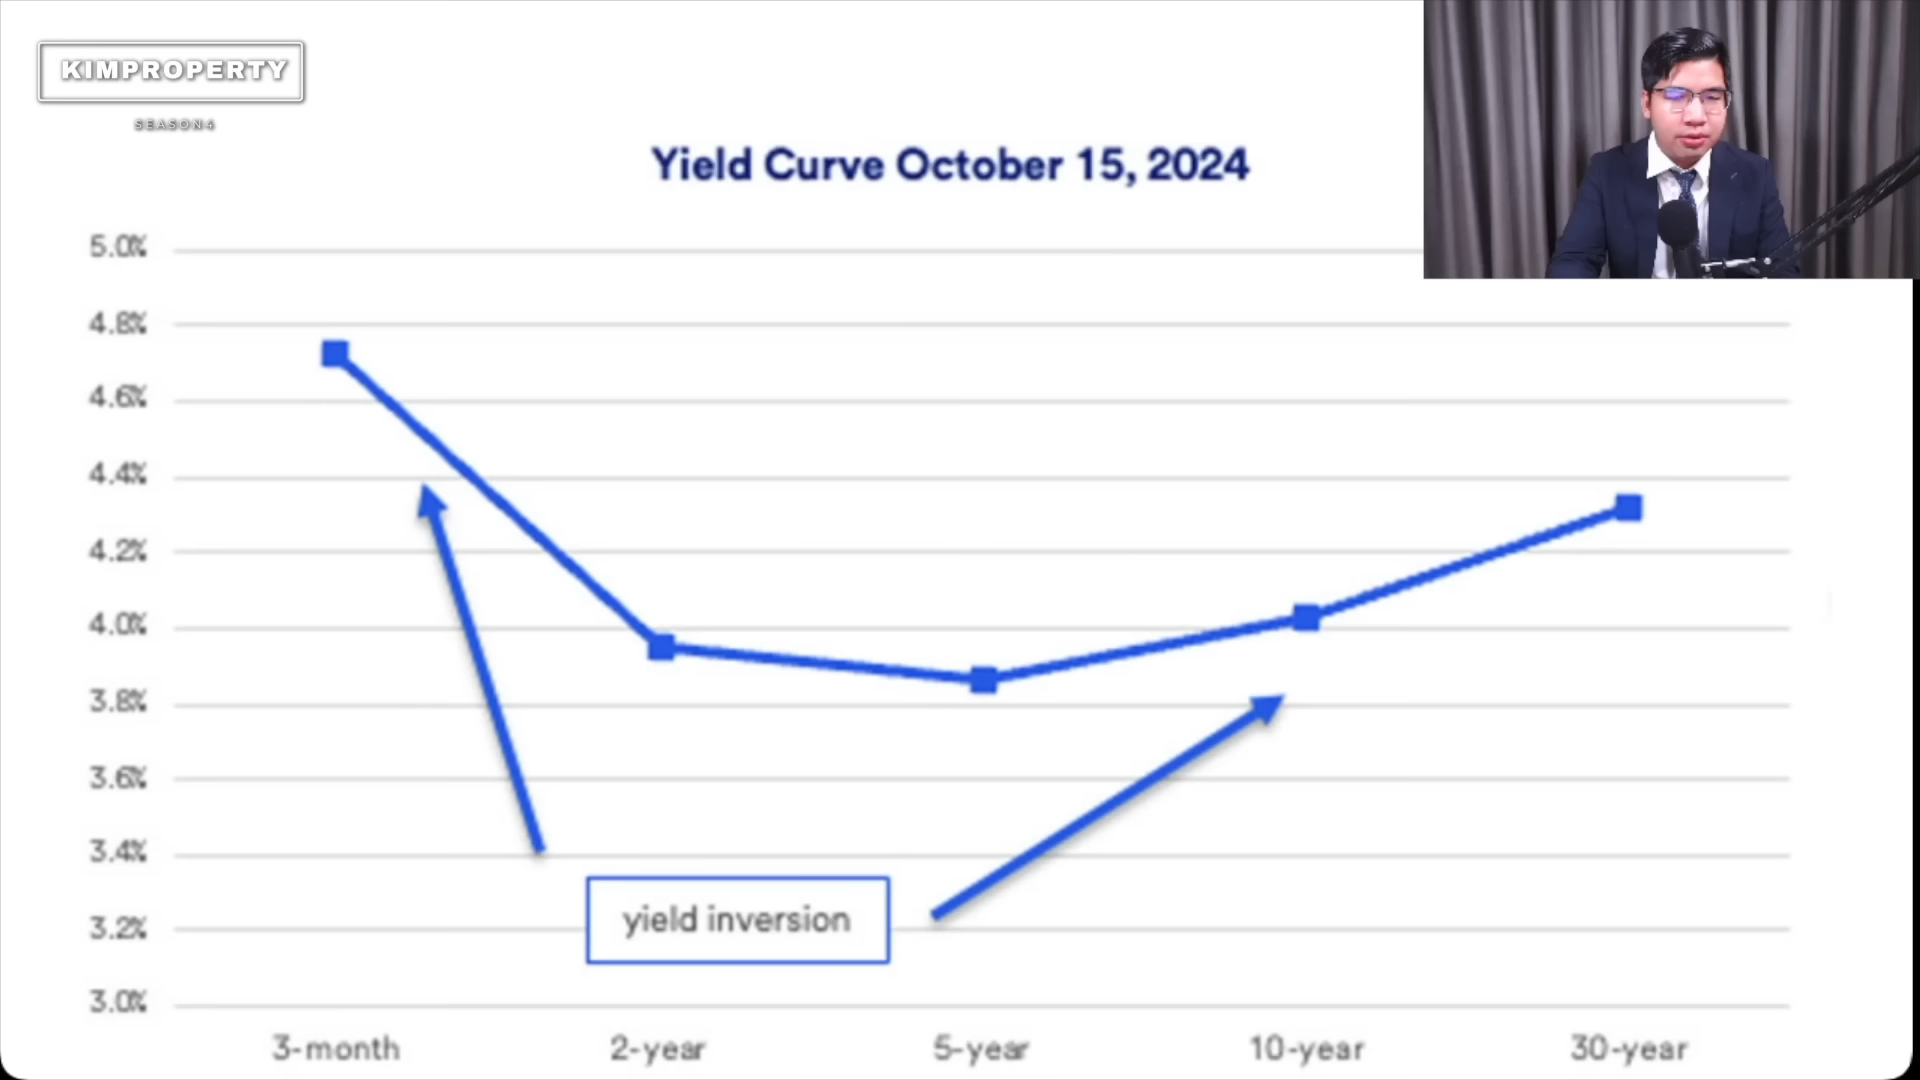 KIMPROPERTY
SEASON4
Yield Curve October 15, 2024
5.0%
4.8%
4.6%
4.4%
4.2%
4.0%
3.8%
3.6%
3.4%
3.2%
3.0%
yield inversion
3-month 2-year 5-year 10-year 30-year